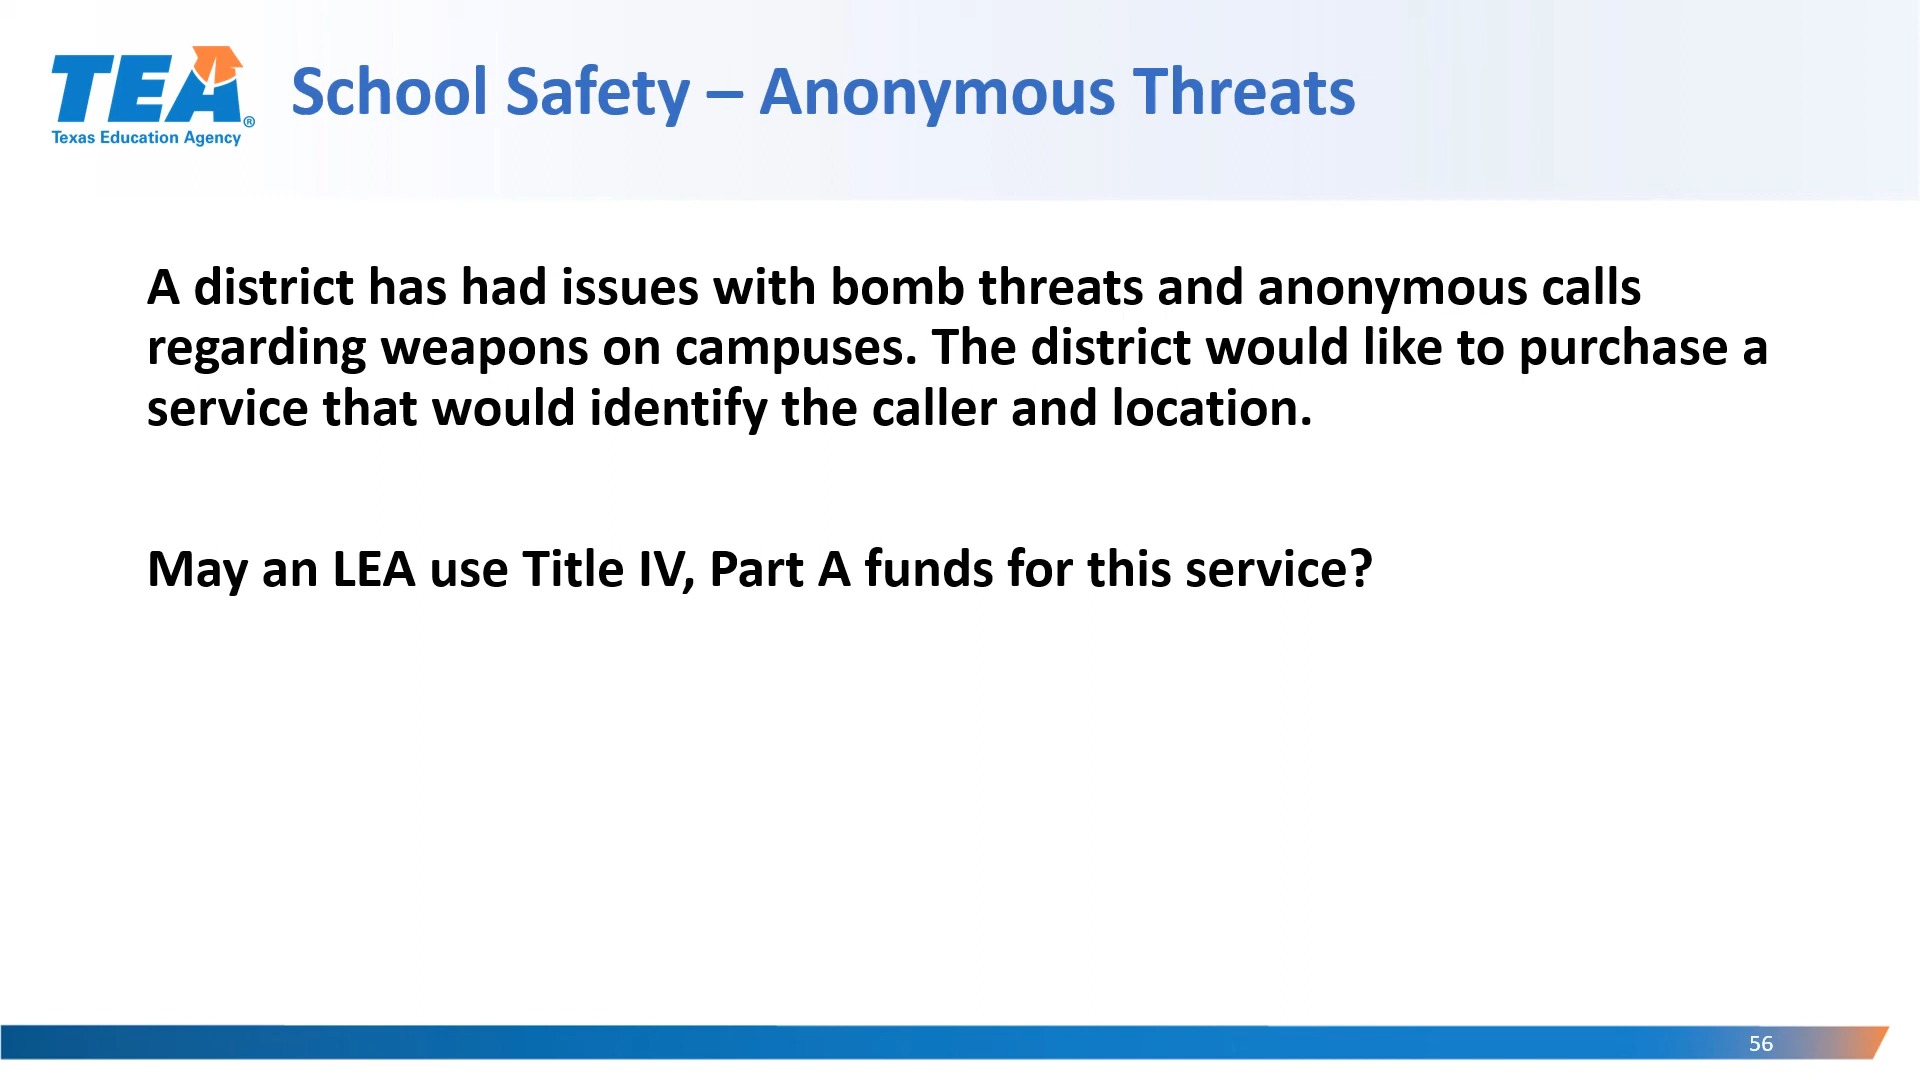 TEA®
Texas Education Agency
School Safety – Anonymous Threats
A district has had issues with bomb threats and anonymous calls
regarding weapons on campuses. The district would like to purchase a
service that would identify the caller and location.
May an LEA use Title IV, Part A funds for this service?
56